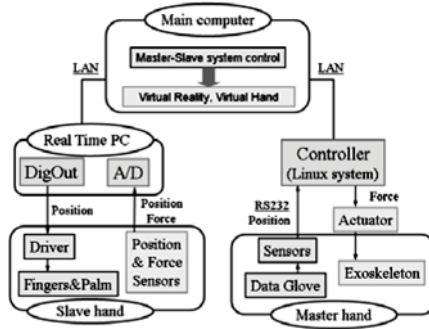 Main computer
LAN
Master-Slave system control
LAN
Virtual Reality, Virtual Hand
Real Time PC
DigOut
A/D
Controller
(Linux system)
Position
Position
Force
RS232
Position
Force
Actuator
Driver
Position
& Force
Sensors
Sensors
Exoskeleton
Fingers&Palm
Data Glove
Slave hand
Master hand